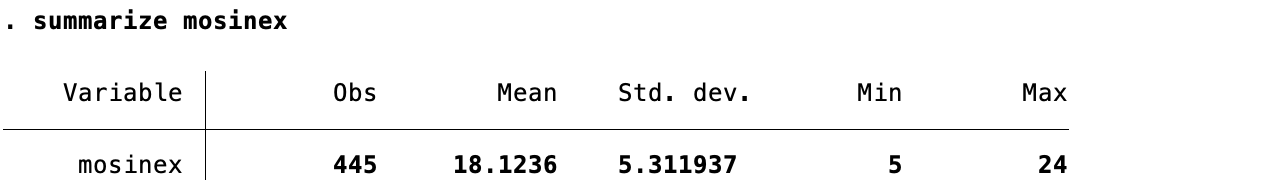 . summarize mosinex
Variable | Obs Mean Std. dev. Min Max
mosinex | 445 18.1236 5.311937 5 24